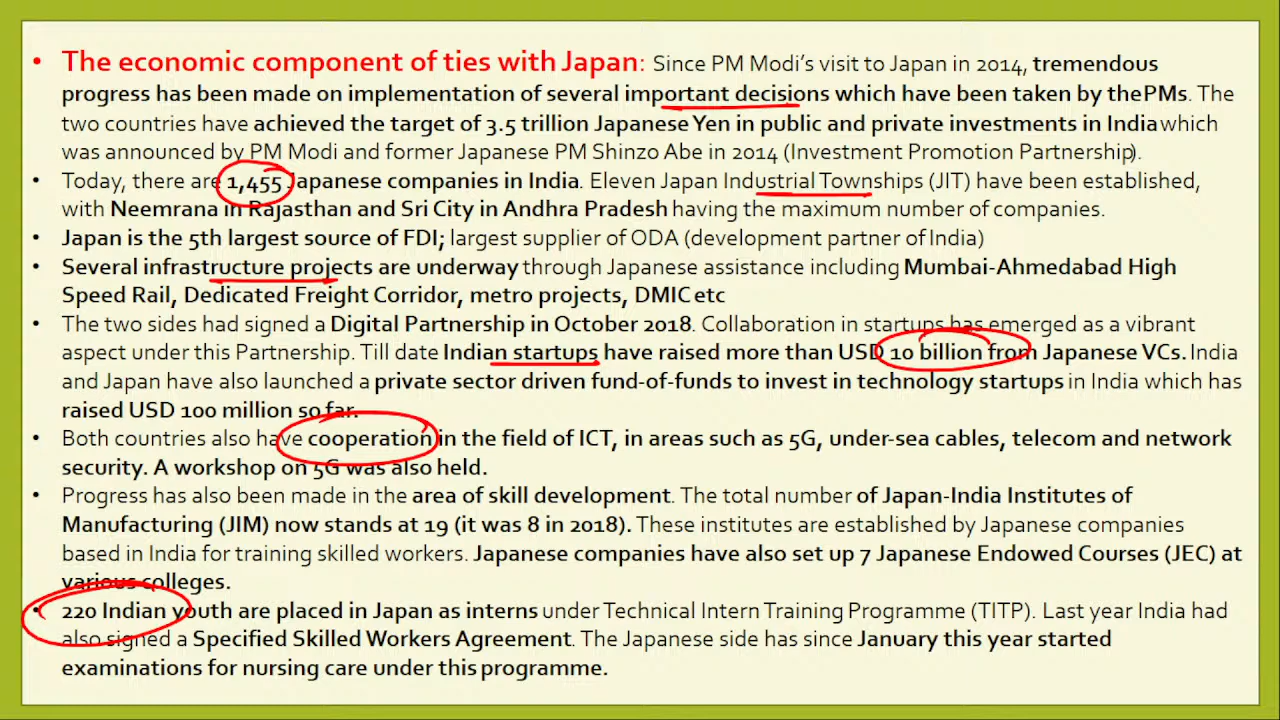 • The economic component of ties with Japan: Since PM Modi's visit to Japan in 2014, tremendous
progress has been made on implementation of several important decisions which have been taken by thePMs. The
two countries have achieved the target of 3.5 trillion Japanese Yen in public and private investments in India which
was announced by PM Modi and former Japanese PM Shinzo Abe in 2014 (Investment Promotion Partnership).
• Today, there are 1,455 Japanese companies in India. Eleven Japan Industrial Townships (JIT) have been established,
with Neemrana in Rajasthan and Sri City in Andhra Pradesh having the maximum number of companies.
• Japan is the 5th largest source of FDI; largest supplier of ODA (development partner of India)
• Several infrastructure projects are underway through Japanese assistance including Mumbai-Ahmedabad High
Speed Rail, Dedicated Freight Corridor, metro projects, DMIC etc
• The two sides had signed a Digital Partnership in October 2018. Collaboration in startups has emerged as a vibrant
aspect under this Partnership. Till date Indian startups have raised more than USD 10 billion from Japanese VCs. India
and Japan have also launched a private sector driven fund-of-funds to invest in technology startups in India which has
raised USD 100 million so far.
• Both countries also have cooperation in the field of ICT, in areas such as 5G, under-sea cables, telecom and network
security. A workshop on 5G was also held.
• Progress has also been made in the area of skill development. The total number of Japan-India Institutes of
Manufacturing (JIM) now stands at 19 (it was 8 in 2018). These institutes are established by Japanese companies
based in India for training skilled workers. Japanese companies have also set up 7 Japanese Endowed Courses (JEC) at
various colleges.
• 220 Indian youth are placed in Japan as interns under Technical Intern Training Programme (TITP). Last year India had
also signed a Specified Skilled Workers Agreement. The Japanese side has since January this year started
examinations for nursing care under this programme.